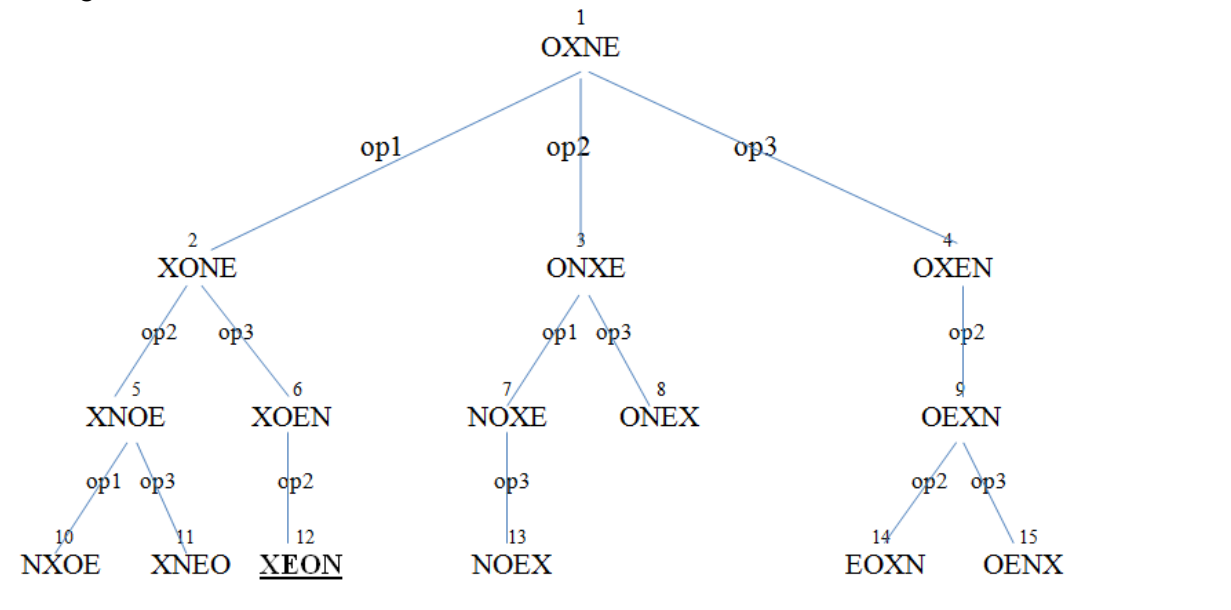 1
OXNE
op1 op2 op3
2 3 4
XONE ONXE OXEN
op2 op3 op1 op3 op2
5 6 7 8 9
XNOE XOEN NOXE ONEX OEXN
op1 op3 op2 op3 op2 op3
10 11 12 13 14 15
NXOE XNEO XEON NOEX EOXN OENX